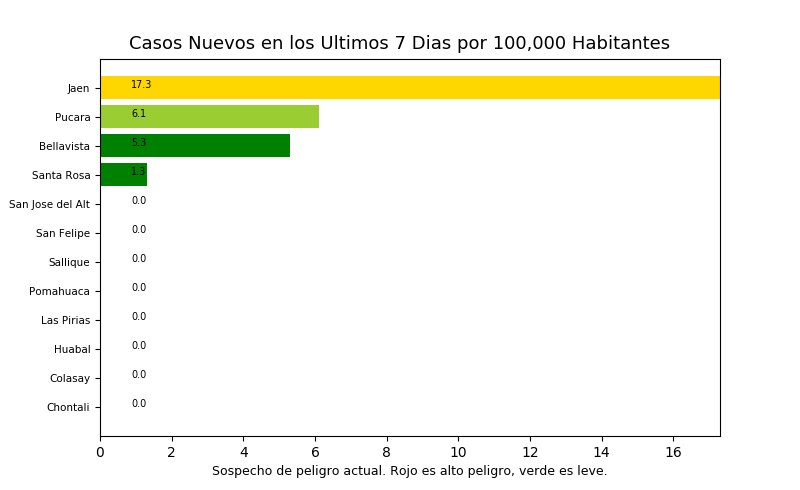 Casos Nuevos en los Ultimos 7 Dias por 100,000 Habitantes
Jaen 17.3
Pucara 6.1
Bellavista 5.3
Santa Rosa 1.3
San Jose del Alt 0.0
San Felipe 0.0
Sallique 0.0
Pomahuaca 0.0
Las Pirias 0.0
Huabal 0.0
Colasay 0.0
Chontali 0.0
0 2 4 6 8 10 12 14 16
Sospecho de peligro actual. Rojo es alto peligro, verde es leve.